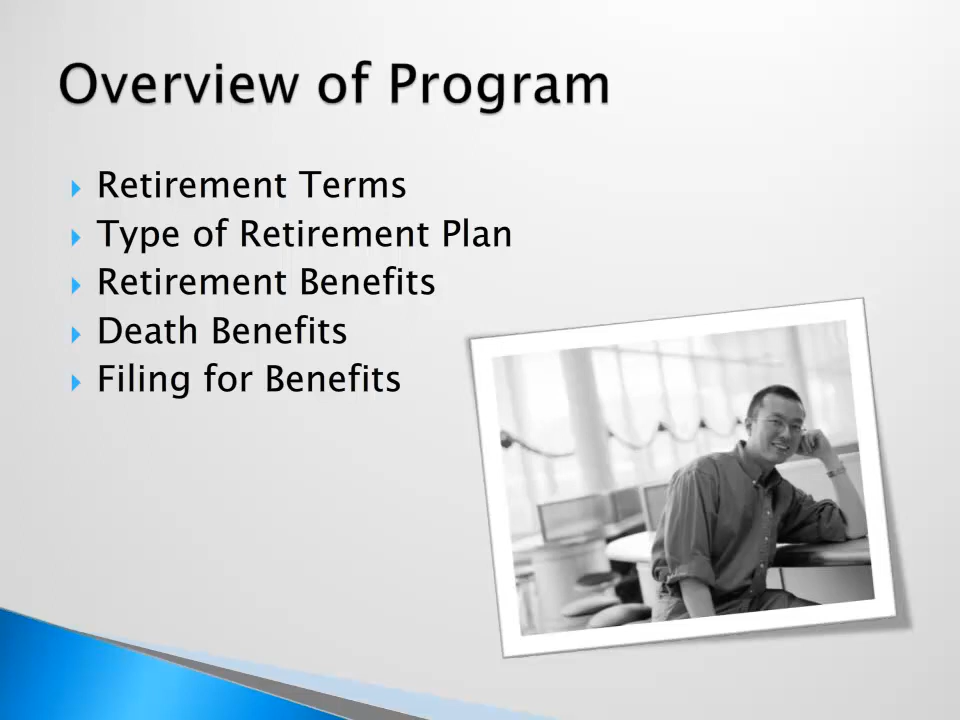 Overview of Program
Retirement Terms
Type of Retirement Plan
Retirement Benefits
Death Benefits
Filing for Benefits